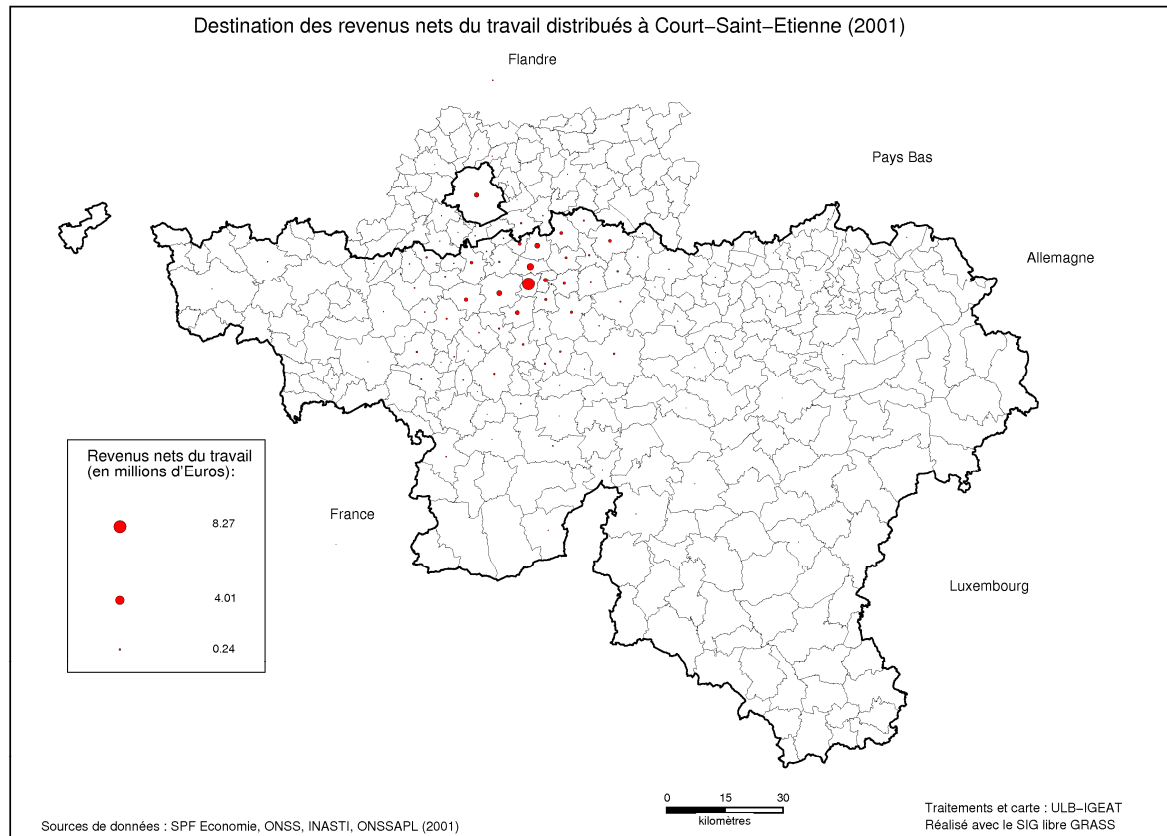 Destination des revenus nets du travail distribués à Court−Saint−Etienne (2001)
Flandre
Pays Bas
Allemagne
Revenus nets du travail
(en millions d'Euros):
8.27
4.01
0.24
France
Luxembourg
0 15 30
kilomètres
Sources de données : SPF Economie, ONSS, INASTI, ONSSAPL (2001)
Traitements et carte : ULB−IGEAT
Réalisé avec le SIG libre GRASS